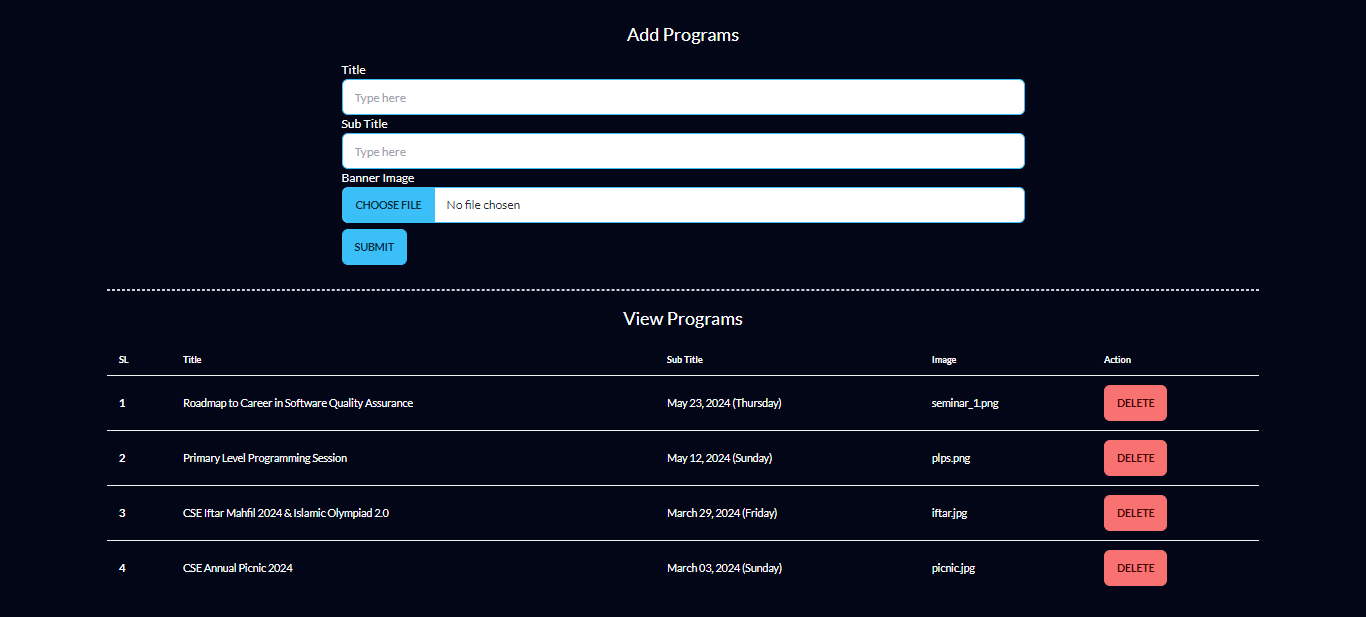 Add Programs
Title
Type here
Sub Title
Type here
Banner Image
CHOOSE FILE No file chosen
SUBMIT
View Programs
SL Title Sub Title Image Action
1 Roadmap to Career in Software Quality Assurance May 23, 2024 (Thursday) seminar_1.png DELETE
2 Primary Level Programming Session May 12, 2024 (Sunday) plps.png DELETE
3 CSE Iftar Mahfil 2024 & Islamic Olympiad 2.0 March 29, 2024 (Friday) iftar.jpg DELETE
4 CSE Annual Picnic 2024 March 03, 2024 (Sunday) picnic.jpg DELETE